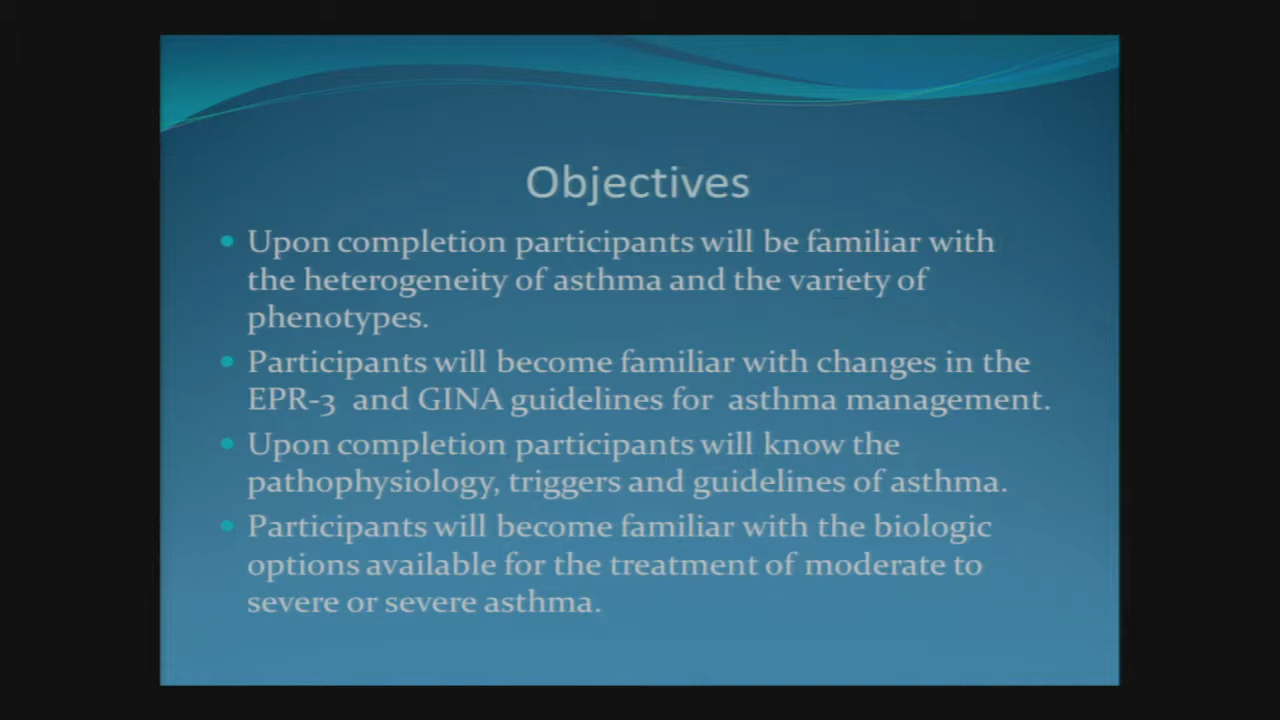 Objectives
• Upon completion participants will be familiar with
the heterogeneity of asthma and the variety of
phenotypes.
• Participants will become familiar with changes in the
EPR-3 and GINA guidelines for asthma management.
• Upon completion participants will know the
pathophysiology, triggers and guidelines of asthma.
• Participants will become familiar with the biologic
options available for the treatment of moderate to
severe or severe asthma.